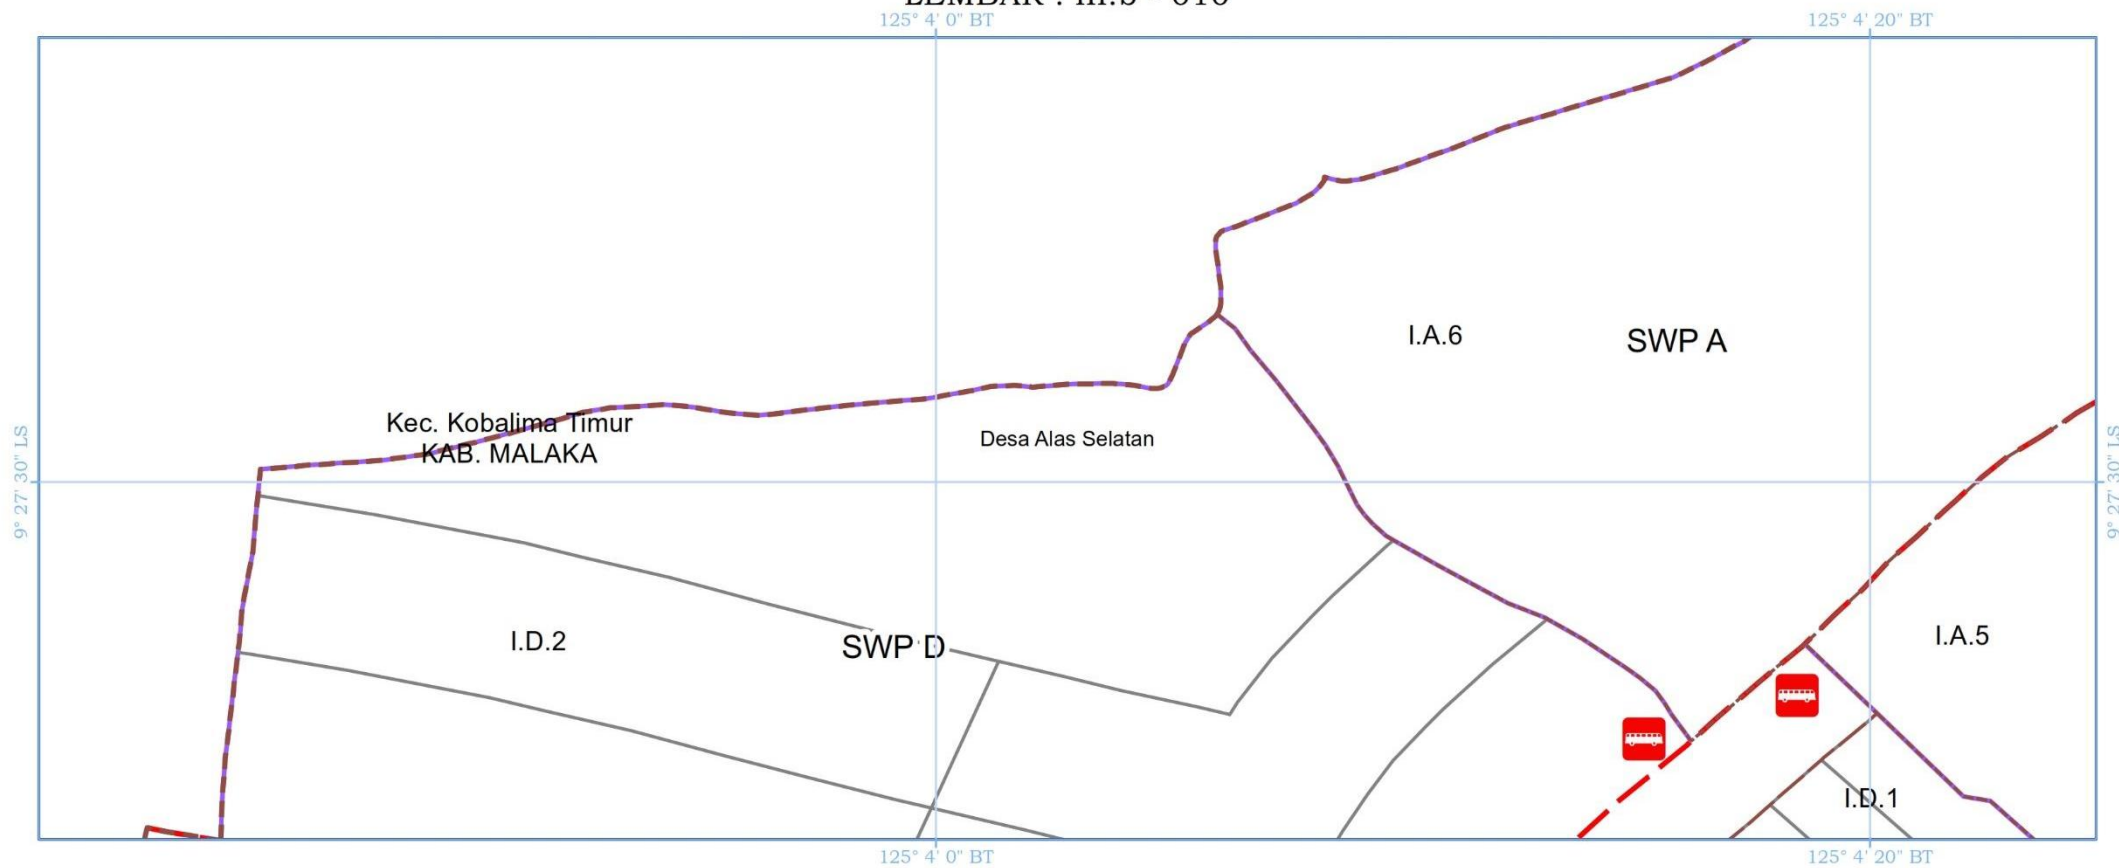 125° 4' 0" BT
125° 4' 20" BT
I.A.6
SWP A
Kec. Kobalima Timur
KAB. MALAKA
Desa Alas Selatan
9° 27' 30" LS
9° 27' 30" LS
I.D.2
SWP D
I.A.5
I.D.1
125° 4' 0" BT
125° 4' 20" BT